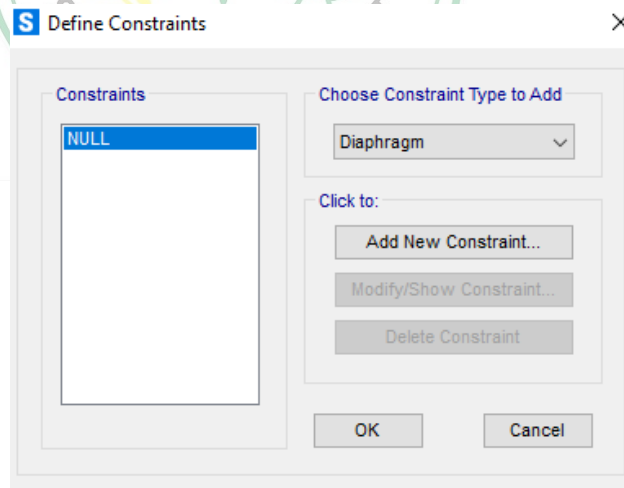 S Define Constraints
Constraints
NULL
Choose Constraint Type to Add
Diaphragm
Click to:
Add New Constraint...
Modify/Show Constraint...
Delete Constraint
OK
Cancel